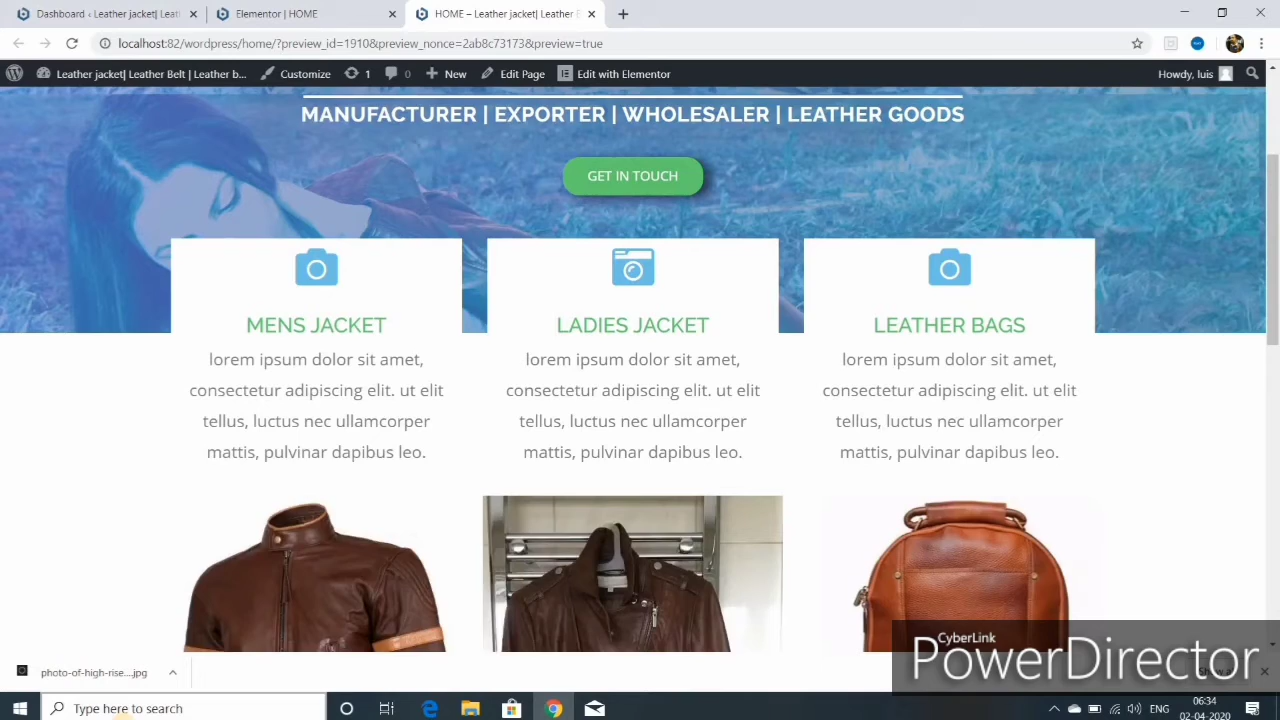 Dashboard ‹ Leather jacket| Leat
Elementor | HOME
HOME – Leather jacket| Leather E
localhost:82/wordpress/home/?preview_id=1910&preview_nonce=2ab8c73173&preview=true
Leather jacket| Leather Belt | Leather b...
Customize
1
0
New
Edit Page
Edit with Elementor
Howdy, luis
MANUFACTURER | EXPORTER | WHOLESALER | LEATHER GOODS
GET IN TOUCH
MENS JACKET
lorem ipsum dolor sit amet,
consectetur adipiscing elit. ut elit
tellus, luctus nec ullamcorper
mattis, pulvinar dapibus leo.
LADIES JACKET
lorem ipsum dolor sit amet,
consectetur adipiscing elit. ut elit
tellus, luctus nec ullamcorper
mattis, pulvinar dapibus leo.
LEATHER BAGS
lorem ipsum dolor sit amet,
consectetur adipiscing elit. ut elit
tellus, luctus nec ullamcorper
mattis, pulvinar dapibus leo.
CyberLink
PowerDirector
photo-of-high-rise....jpg
Type here to search
ENG
06:34
02-04-2020